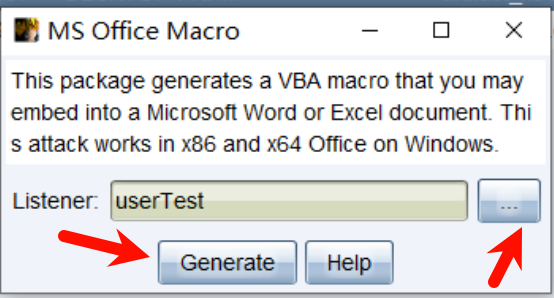 MS Office Macro
This package generates a VBA macro that you may
embed into a Microsoft Word or Excel document. Thi
s attack works in x86 and x64 Office on Windows.
Listener: userTest ...
Generate Help